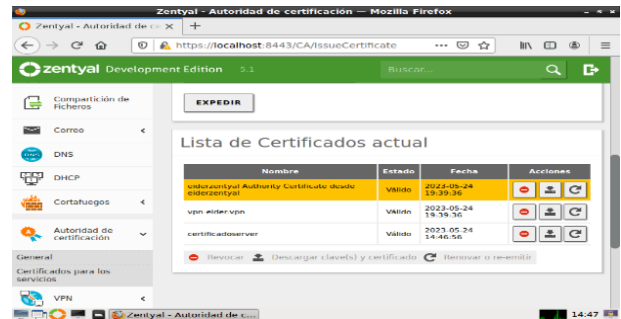 Zentyal - Autoridad de certificación — Mozilla Firefox
Zentyal - Autoridad de ce
https://localhost:8443/CA/IssueCertificate
zentyal Development Edition 5.1
Buscar...
Compartición de
Ficheros
Correo
DNS
DHCP
Cortafuegos
Autoridad de
certificación
General
Certificados para los
servicios
VPN
EXPEDIR
Lista de Certificados actual
Nombre Estado Fecha Acciones
eiderzentyal Authority Certificate desde
eiderzentyal Válido 2023-05-24
19:39:36
vpn-eider.vpn Válido 2023-05-24
19:39:36
certificadoserver Válido 2023-05-24
14:46:56
Revocar Descargar clave(s) y certificado Renovar o re-emitir
Zentyal - Autoridad de c...
14:47